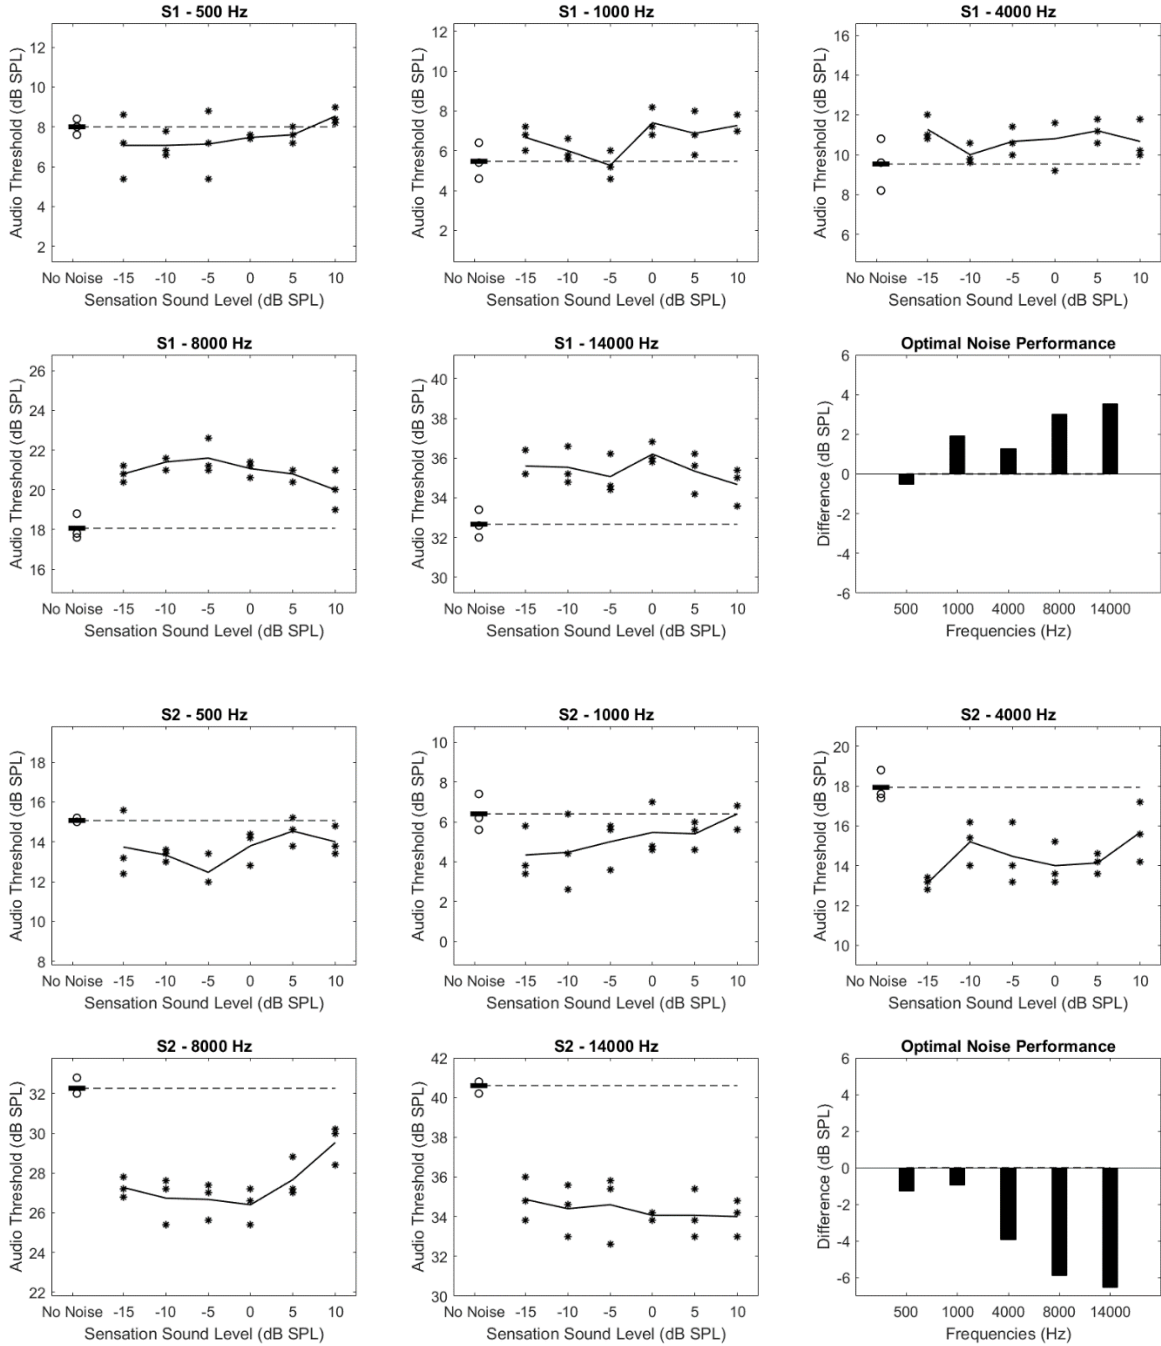 S1 - 500 Hz
Audio Threshold (dB SPL)
12
10
8
6
4
2
No Noise -15 -10 -5 0 5 10
Sensation Sound Level (dB SPL)
S1 - 1000 Hz
Audio Threshold (dB SPL)
12
10
8
6
4
2
No Noise -15 -10 -5 0 5 10
Sensation Sound Level (dB SPL)
S1 - 4000 Hz
Audio Threshold (dB SPL)
16
14
12
10
8
6
No Noise -15 -10 -5 0 5 10
Sensation Sound Level (dB SPL)
S1 - 8000 Hz
Audio Threshold (dB SPL)
26
24
22
20
18
16
No Noise -15 -10 -5 0 5 10
Sensation Sound Level (dB SPL)
S1 - 14000 Hz
Audio Threshold (dB SPL)
40
38
36
34
32
30
No Noise -15 -10 -5 0 5 10
Sensation Sound Level (dB SPL)
Optimal Noise Performance
Difference (dB SPL)
6
4
2
0
-2
-4
-6
500 1000 4000 8000 14000
Frequencies (Hz)
S2 - 500 Hz
Audio Threshold (dB SPL)
18
16
14
12
10
8
No Noise -15 -10 -5 0 5 10
Sensation Sound Level (dB SPL)
S2 - 1000 Hz
Audio Threshold (dB SPL)
10
8
6
4
2
0
No Noise -15 -10 -5 0 5 10
Sensation Sound Level (dB SPL)
S2 - 4000 Hz
Audio Threshold (dB SPL)
20
18
16
14
12
10
No Noise -15 -10 -5 0 5 10
Sensation Sound Level (dB SPL)
S2 - 8000 Hz
Audio Threshold (dB SPL)
32
30
28
26
24
22
No Noise -15 -10 -5 0 5 10
Sensation Sound Level (dB SPL)
S2 - 14000 Hz
Audio Threshold (dB SPL)
42
40
38
36
34
32
30
No Noise -15 -10 -5 0 5 10
Sensation Sound Level (dB SPL)
Optimal Noise Performance
Difference (dB SPL)
6
4
2
0
-2
-4
-6
500 1000 4000 8000 14000
Frequencies (Hz)